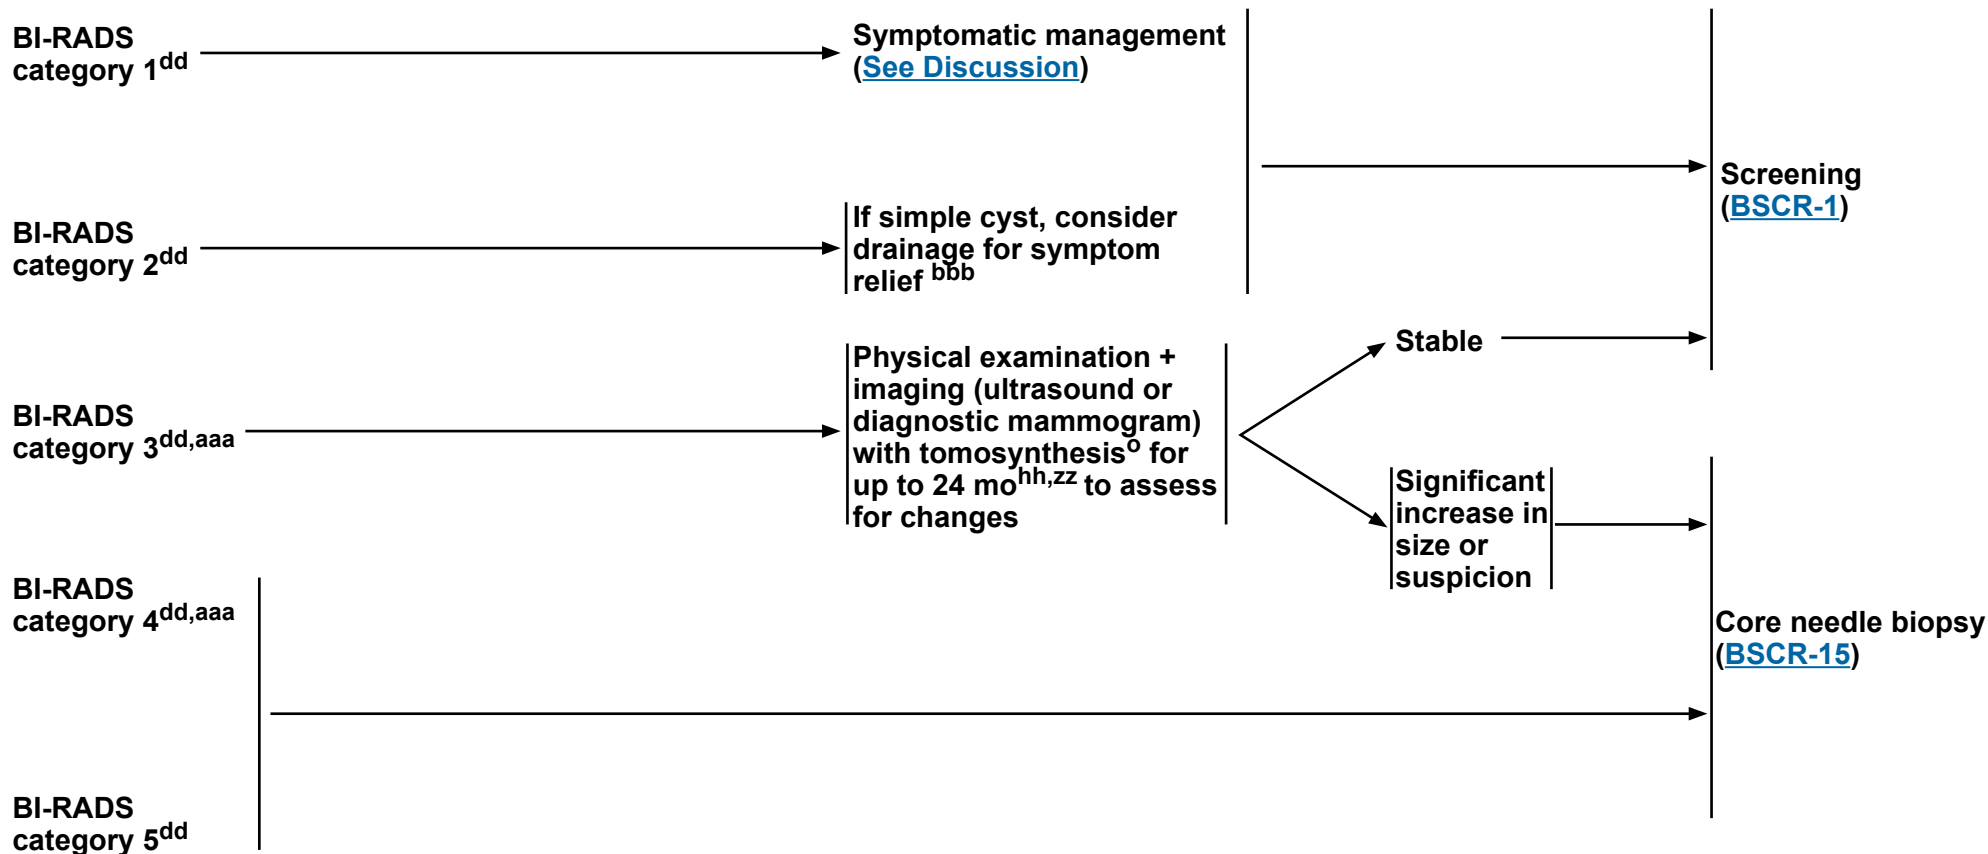 BI-RADS
category 1dd
Symptomatic management
(See Discussion)
BI-RADS
category 2dd
If simple cyst, consider
drainage for symptom
relief bbb
Screening
(BSCR-1)
BI-RADS
category 3dd,aaa
Physical examination +
imaging (ultrasound or
diagnostic mammogram)
with tomosynthesiso for
up to 24 mohh,zz to assess
for changes
Stable
Significant
increase in
size or
suspicion
BI-RADS
category 4dd,aaa
BI-RADS
category 5dd
Core needle biopsy
(BSCR-15)